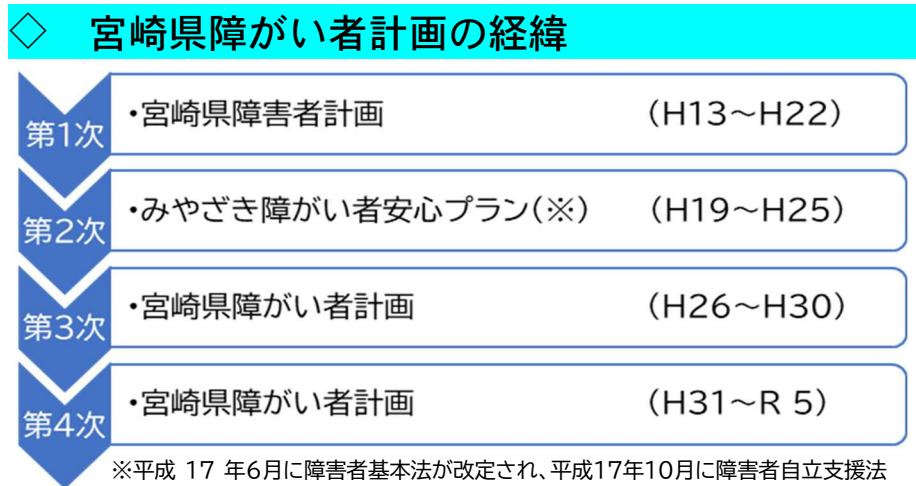 ◇ 宮崎県障がい者計画の経緯
第1次 ・宮崎県障害者計画 （H13～H22）
第2次 ・みやざき障がい者安心プラン（※） （H19～H25）
第3次 ・宮崎県障がい者計画 （H26～H30）
第4次 ・宮崎県障がい者計画 （H31～R 5）
※平成 17 年6月に障害者基本法が改定され、平成17年10月に障害者自立支援法